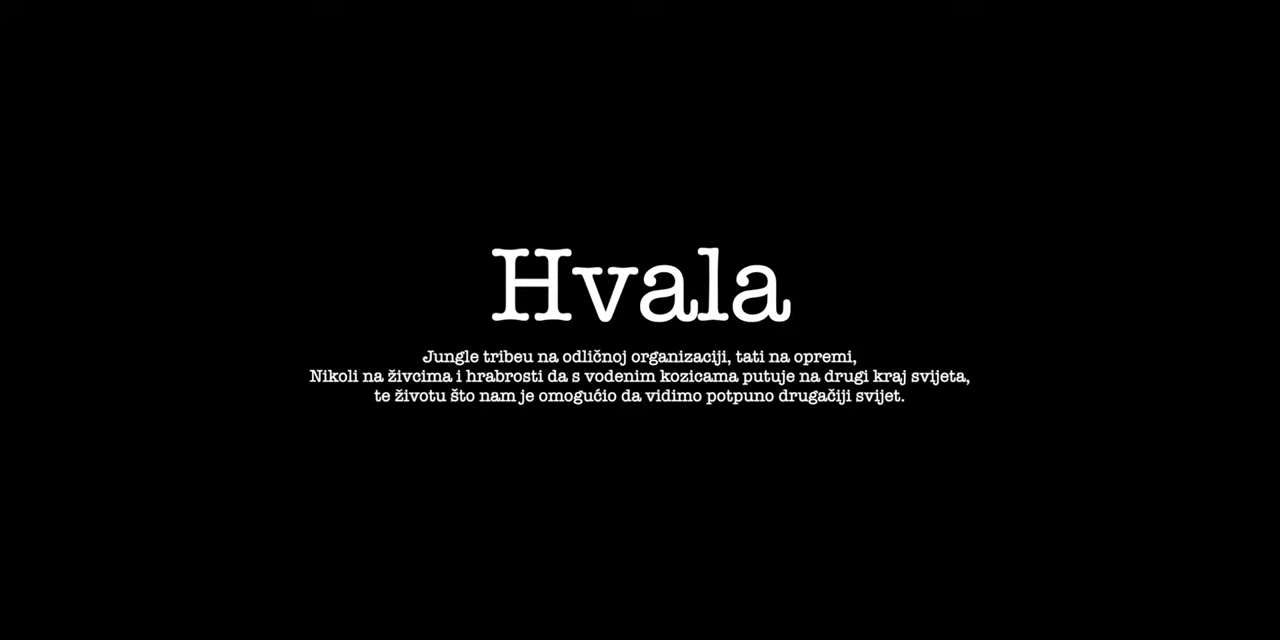 Hvala
Jungle tribeu na odličnoj organizaciji, tati na opremi,
Nikoli na živcima i hrabrosti da s vodenim kozicama putuje na drugi kraj svijeta,
te životu što nam je omogućio da vidimo potpuno drugačiji svijet.